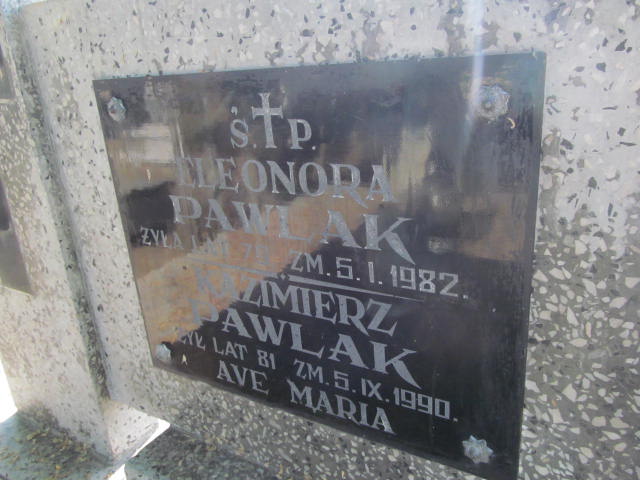 Ś.†P.
ELEONORA
PAWLAK
ŻYŁA LAT ZM. 5. I. 1982.
KAZIMIERZ
PAWLAK
ŻYŁ LAT 81 ZM. 5. IX. 1990.
AVE MARIA